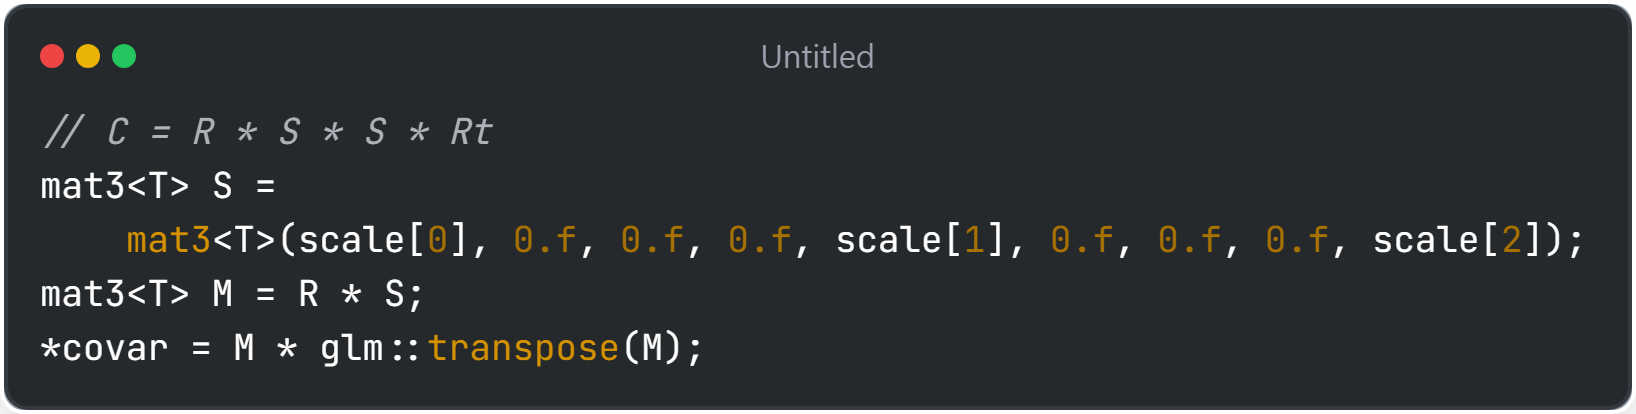 Untitled
// C = R * S * S * Rt
mat3<T> S =
    mat3<T>(scale[0], 0.f, 0.f, 0.f, scale[1], 0.f, 0.f, 0.f, scale[2]);
mat3<T> M = R * S;
*covar = M * glm::transpose(M);